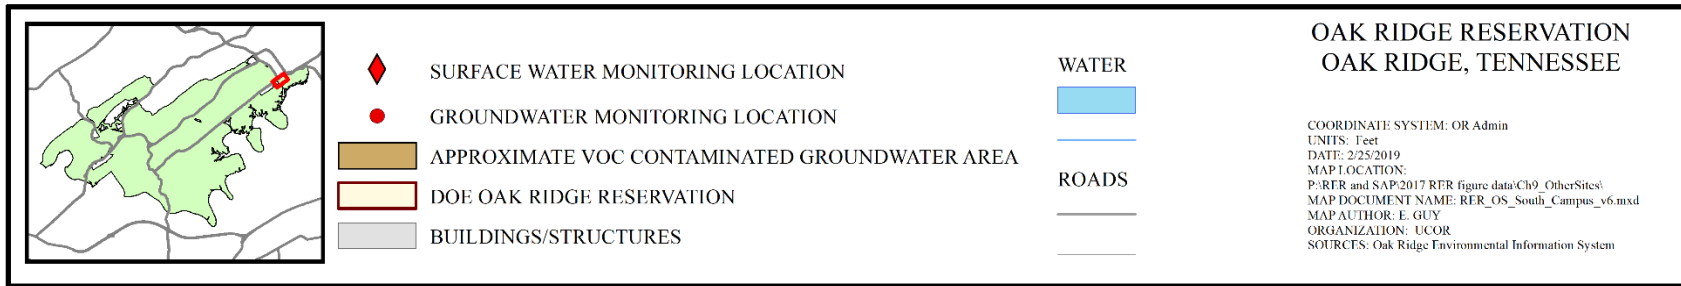 SURFACE WATER MONITORING LOCATION
GROUNDWATER MONITORING LOCATION
APPROXIMATE VOC CONTAMINATED GROUNDWATER AREA
DOE OAK RIDGE RESERVATION
BUILDINGS/STRUCTURES
WATER
ROADS
OAK RIDGE RESERVATION
OAK RIDGE, TENNESSEE
COORDINATE SYSTEM: OR Admin
UNITS: Feet
DATE: 2/25/2019
MAP LOCATION:
P:\RER and SAP\2017 RER figure data\Ch9_OtherSites\
MAP DOCUMENT NAME: RER_OS_South_Campus_v6.mxd
MAP AUTHOR: E. GUY
ORGANIZATION: UCOR
SOURCES: Oak Ridge Environmental Information System